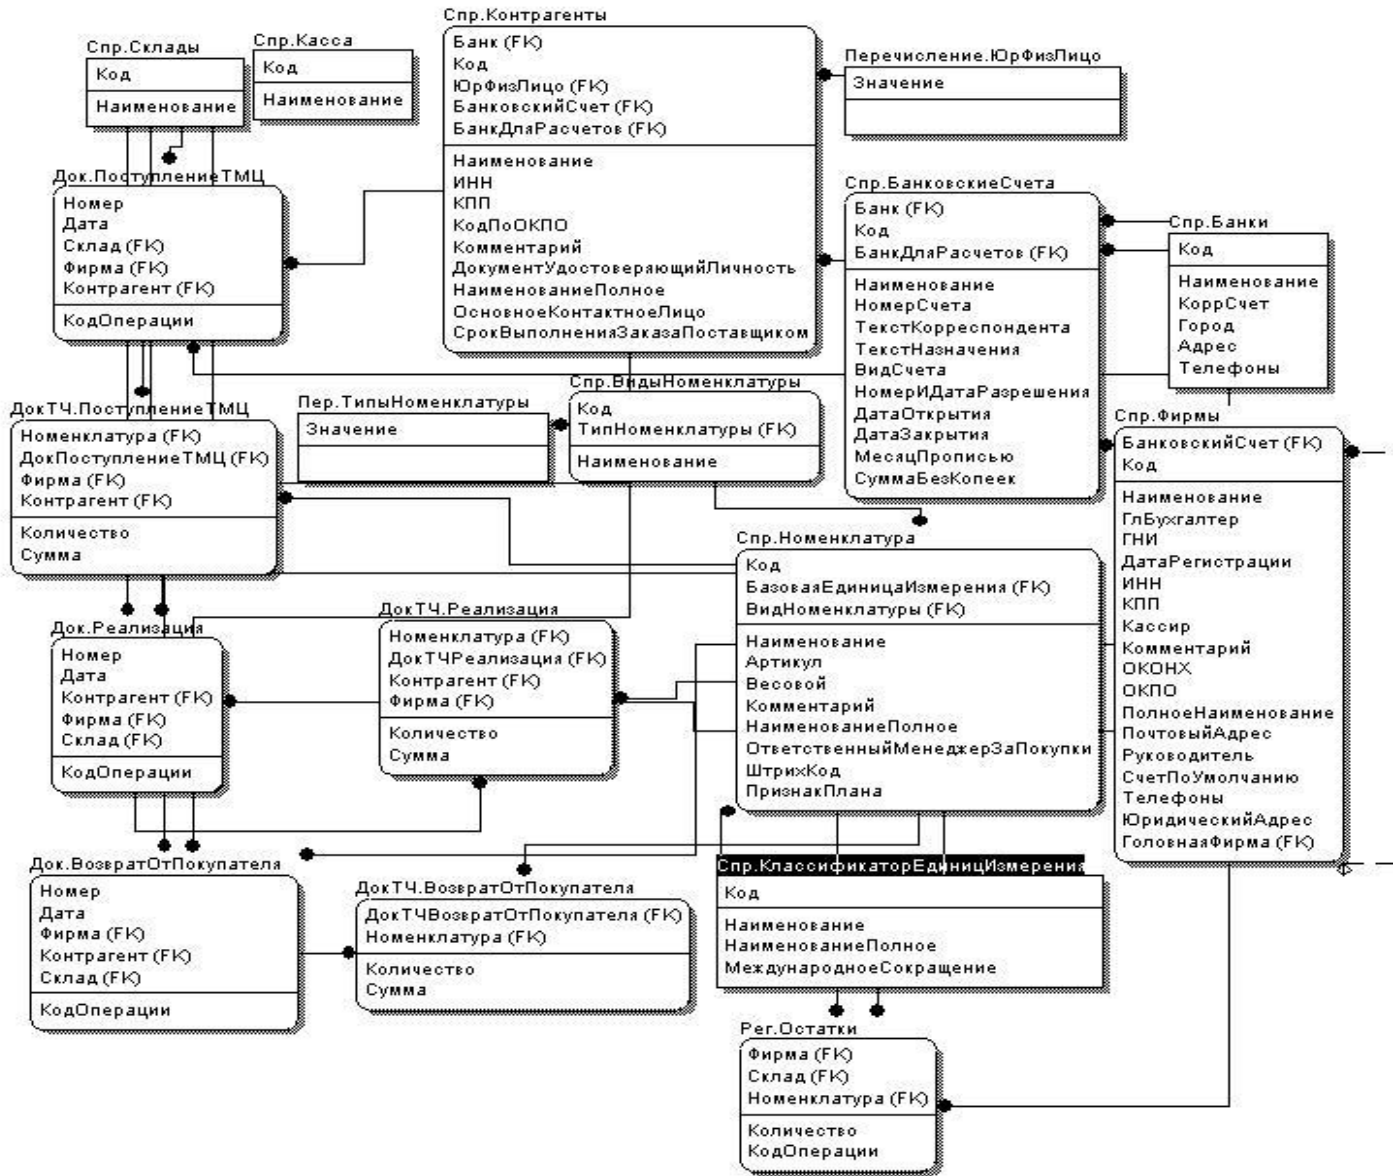 Спр.Склады
Код
Наименование
Спр.Касса
Код
Наименование
Спр.Контрагенты
Банк (FK)
Код
ЮрФизЛицо (FK)
БанковскийСчет (FK)
БанкДляРасчетов (FK)
Наименование
ИНН
КПП
КодПоОКПО
Комментарий
ДокументУдостоверяющийЛичность
НаименованиеПолное
ОсновноеКонтактноеЛицо
СрокВыполненияЗаказаПоставщиком
Перечисление.ЮрФизЛицо
Значение
Док.ПоступлениеТМЦ
Номер
Дата
Склад (FK)
Фирма (FK)
Контрагент (FK)
КодОперации
Спр.БанковскиеСчета
Банк (FK)
Код
БанкДляРасчетов (FK)
Наименование
НомерСчета
ТекстКорреспондента
ТекстНазначения
ВидСчета
НомерИДатаРазрешения
ДатаОткрытия
ДатаЗакрытия
МесяцПрописью
СуммаБезКопеек
Спр.Банки
Код
Наименование
КоррСчет
Город
Адрес
Телефоны
ДокТЧ.ПоступлениеТМЦ
Номенклатура (FK)
ДокПоступлениеТМЦ (FK)
Фирма (FK)
Контрагент (FK)
Количество
Сумма
Пер.ТипыНоменклатуры
Значение
Спр.ВидыНоменклатуры
Код
ТипНоменклатуры (FK)
Наименование
Спр.Фирмы
БанковскийСчет (FK)
Код
Наименование
ГлБухгалтер
ГНИ
ДатаРегистрации
ИНН
КПП
Кассир
Комментарий
ОКОНХ
ОКПО
ПолноеНаименование
ПочтовыйАдрес
Руководитель
СчетПоУмолчанию
Телефоны
ЮридическийАдрес
ГоловнаяФирма (FK)
Спр.Номенклатура
Код
БазоваяЕдиницаИзмерения (FK)
ВидНоменклатуры (FK)
Наименование
Артикул
Весовой
Комментарий
НаименованиеПолное
ОтветственныйМенеджерЗаПокупки
ШтрихКод
ПризнакПлана
Док.Реализация
Номер
Дата
Контрагент (FK)
Фирма (FK)
Склад (FK)
КодОперации
ДокТЧ.Реализация
Номенклатура (FK)
ДокТЧРеализация (FK)
Контрагент (FK)
Фирма (FK)
Количество
Сумма
Док.ВозвратОтПокупателя
Номер
Дата
Фирма (FK)
Контрагент (FK)
Склад (FK)
КодОперации
ДокТЧ.ВозвратОтПокупателя
ДокТЧВозвратОтПокупателя (FK)
Номенклатура (FK)
Количество
Сумма
Спр.КлассификаторЕдиницИзмерения
Код
Наименование
НаименованиеПолное
МеждународноеСокращение
Рег.Остатки
Фирма (FK)
Склад (FK)
Номенклатура (FK)
Количество
КодОперации